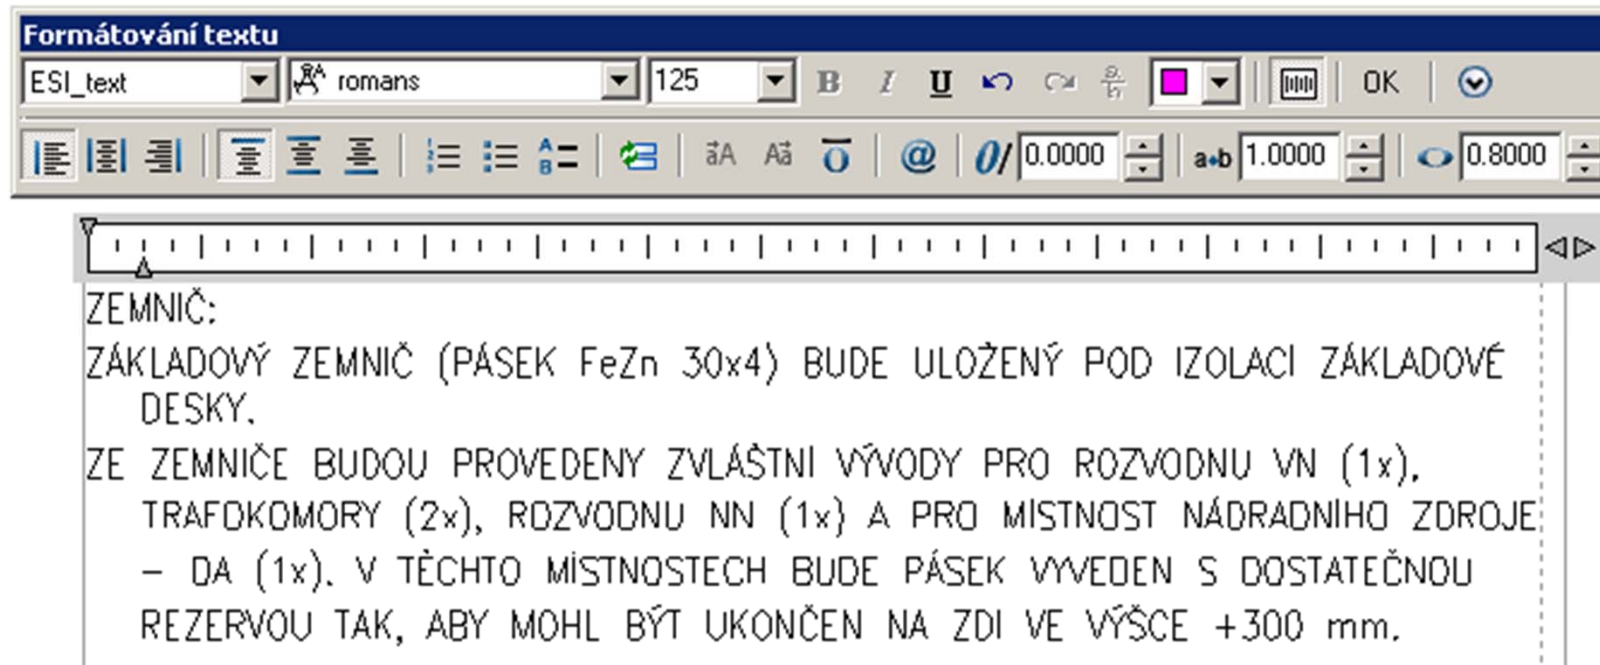 Formátování textu
ESI_text romans 125 B I U OK
0.0000 a•b 1.0000 0.8000
ZEMNIČ:
ZÁKLADOVÝ ZEMNIČ (PÁSEK FeZn 30x4) BUDE ULOŽENÝ POD IZOLACÍ ZÁKLADOVÉ
DESKY.
ZE ZEMNIČE BUDOU PROVEDENY ZVLÁŠTNÍ VÝVODY PRO ROZVODNU VN (1x),
TRAFOKOMORY (2x), ROZVODNU NN (1x) A PRO MÍSTNOST NÁDRADNÍHO ZDROJE
– DA (1x). V TĚCHTO MÍSTNOSTECH BUDE PÁSEK VYVEDEN S DOSTATEČNOU
REZERVOU TAK, ABY MOHL BÝT UKONČEN NA ZDI VE VÝŠCE +300 mm.